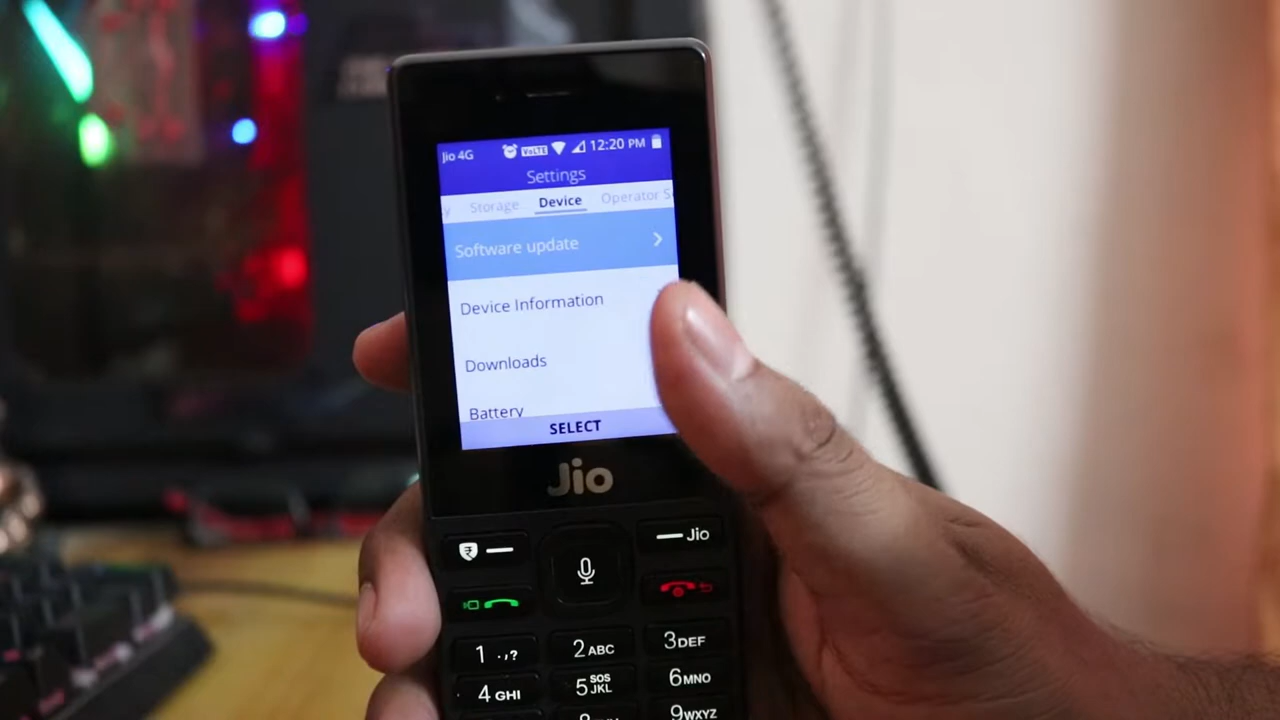 Jio 4G VoLTE 12:20 PM
Settings
y Storage Device Operator S
Software update
Device Information
Downloads
Battery
SELECT
Jio
₹ Jio
1 .,? 2 ABC 3 DEF
4 GHI 5 SOS JKL 6 MNO
9 WXYZ